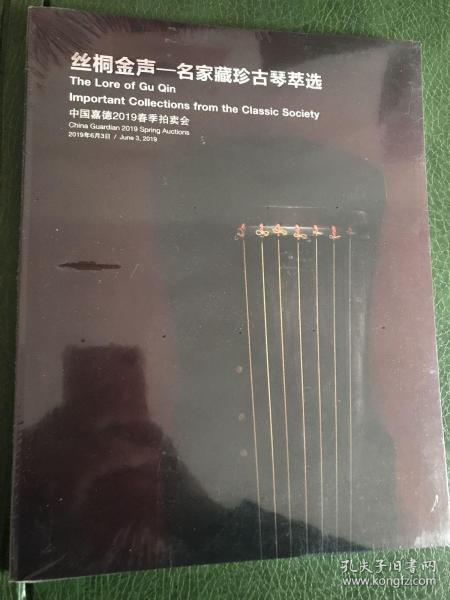 丝桐金声—名家藏珍古琴萃选
The Lore of Gu Qin
Important Collections from the Classic Society
中国嘉德2019春季拍卖会
China Guardian 2019 Spring Auctions
2019年6月3日 / June 3, 2019
孔夫子旧书网
www.kongfz.com